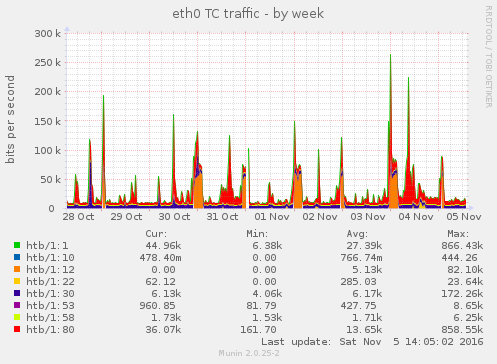 eth0 TC traffic - by week
RRDTOOL / TOBI OETIKER
bits per second
300 k
250 k
200 k
150 k
100 k
50 k
0
28 Oct 29 Oct 30 Oct 31 Oct 01 Nov 02 Nov 03 Nov 04 Nov 05 Nov
Cur: Min: Avg: Max:
htb/1:1 44.96k 6.38k 27.39k 866.43k
htb/1:10 478.40m 0.00 766.74m 444.26
htb/1:12 0.00 0.00 5.13k 82.10k
htb/1:22 62.12 0.00 285.03 23.64k
htb/1:30 6.13k 4.06k 6.17k 172.26k
htb/1:53 960.85 81.79 427.75 8.65k
htb/1:58 1.73k 1.53k 1.71k 6.25k
htb/1:80 36.07k 161.70 13.65k 858.55k
Last update: Sat Nov 5 14:05:02 2016
Munin 2.0.25-2